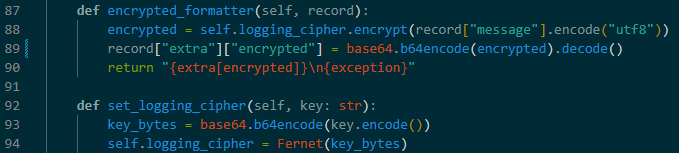 87 def encrypted_formatter(self, record):
88 encrypted = self.logging_cipher.encrypt(record["message"].encode("utf8"))
89 record["extra"]["encrypted"] = base64.b64encode(encrypted).decode()
90 return "{extra[encrypted]}\n{exception}"
91
92 def set_logging_cipher(self, key: str):
93 key_bytes = base64.b64encode(key.encode())
94 self.logging_cipher = Fernet(key_bytes)